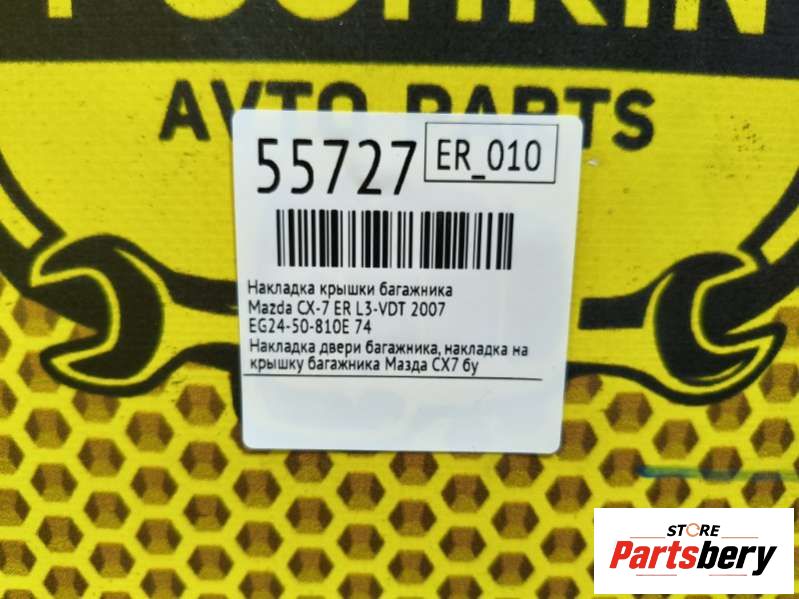 PUSHKIN
AVTO PARTS
55727
ER_010
Накладка крышки багажника
Mazda CX-7 ER L3-VDT 2007
EG24-50-810E 74
Накладка двери багажника, накладка на
крышку багажника Мазда СХ7 бу
STORE
Partsbery